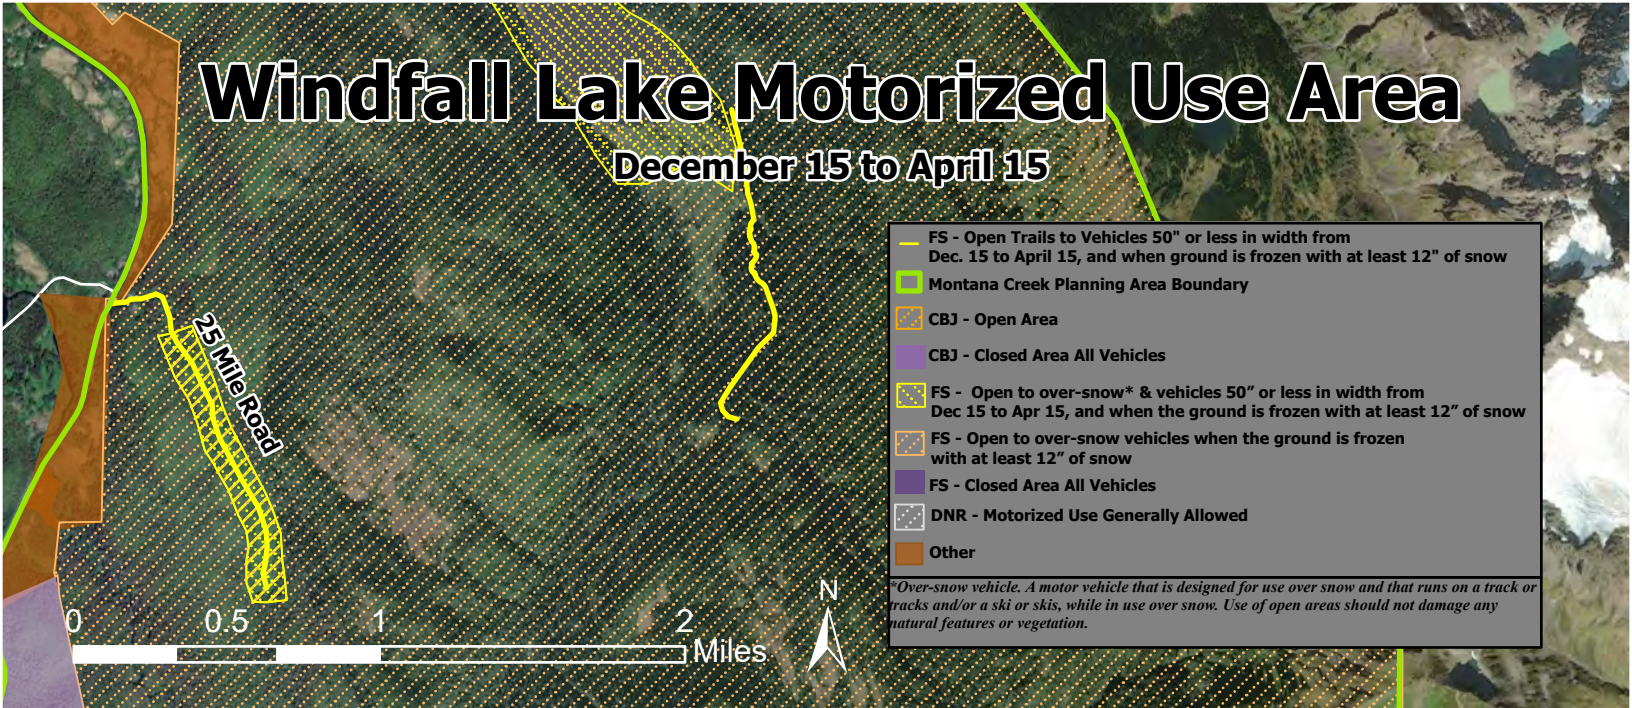 Windfall Lake Motorized Use Area
December 15 to April 15
25 Mile Road
FS - Open Trails to Vehicles 50" or less in width from
Dec. 15 to April 15, and when ground is frozen with at least 12" of snow
Montana Creek Planning Area Boundary
CBJ - Open Area
CBJ - Closed Area All Vehicles
FS -  Open to over-snow* & vehicles 50” or less in width from
Dec 15 to Apr 15, and when the ground is frozen with at least 12” of snow
FS - Open to over-snow vehicles when the ground is frozen
with at least 12” of snow
FS - Closed Area All Vehicles
DNR - Motorized Use Generally Allowed
Other
*Over-snow vehicle. A motor vehicle that is designed for use over snow and that runs on a track or
tracks and/or a ski or skis, while in use over snow. Use of open areas should not damage any
natural features or vegetation.
0 0.5 1 2
Miles
N